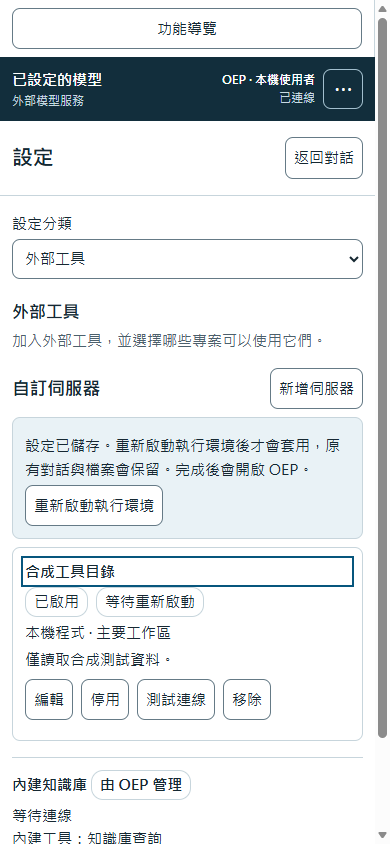 功能導覽
已設定的模型
外部模型服務
OEP · 本機使用者
已連線
設定
返回對話
設定分類
外部工具
外部工具
加入外部工具，並選擇哪些專案可以使用它們。
自訂伺服器
新增伺服器
設定已儲存。重新啟動執行環境後才會套用，原
有對話與檔案會保留。完成後會開啟 OEP。
重新啟動執行環境
合成工具目錄
已啟用
等待重新啟動
本機程式 · 主要工作區
僅讀取合成測試資料。
編輯
停用
測試連線
移除
內建知識庫
由 OEP 管理
等待連線
內建工具：知識庫查詢